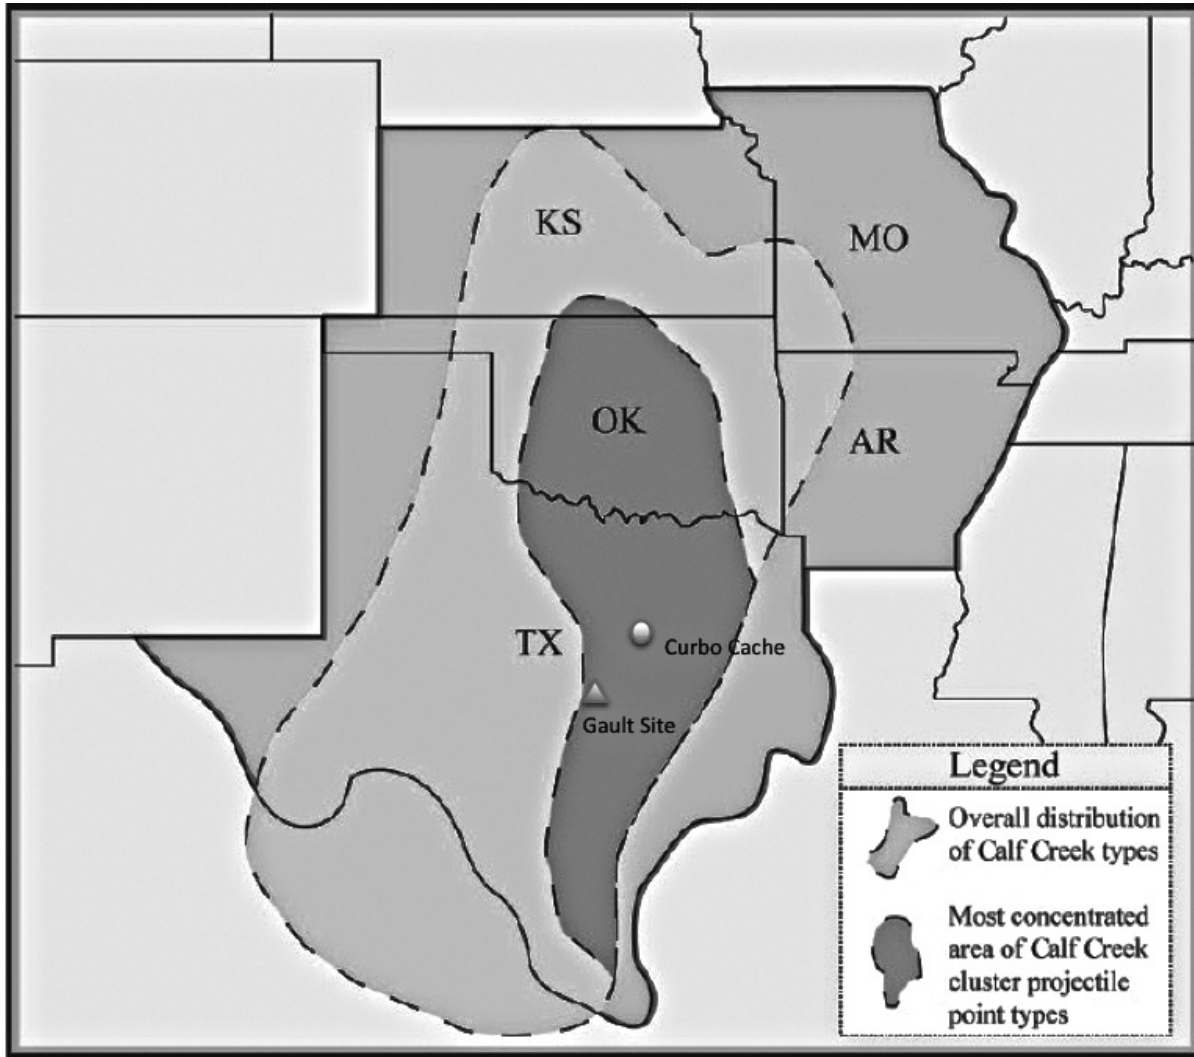 KS
MO
OK
AR
TX
Curbo Cache
Gault Site
Legend
Overall distribution
of Calf Creek types
Most concentrated
area of Calf Creek
cluster projectile
point types